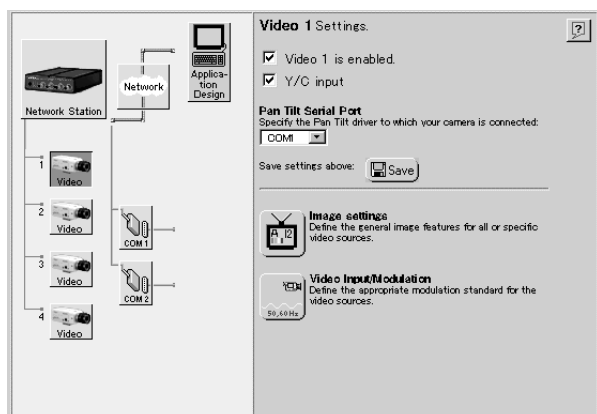 Network Station
Network
Applica-
tion
Design
1
Video
2
Video
3
Video
4
Video
COM 1
COM 2
Video 1 Settings.
?
Video 1 is enabled.
Y/C input
Pan Tilt Serial Port
Specify the Pan Tilt driver to which your camera is connected:
COM1
Save settings above:
Save
Image settings
Define the general image features for all or specific
video sources.
Video Input/Modulation
Define the appropriate modulation standard for the
video sources.
50,60 Hz